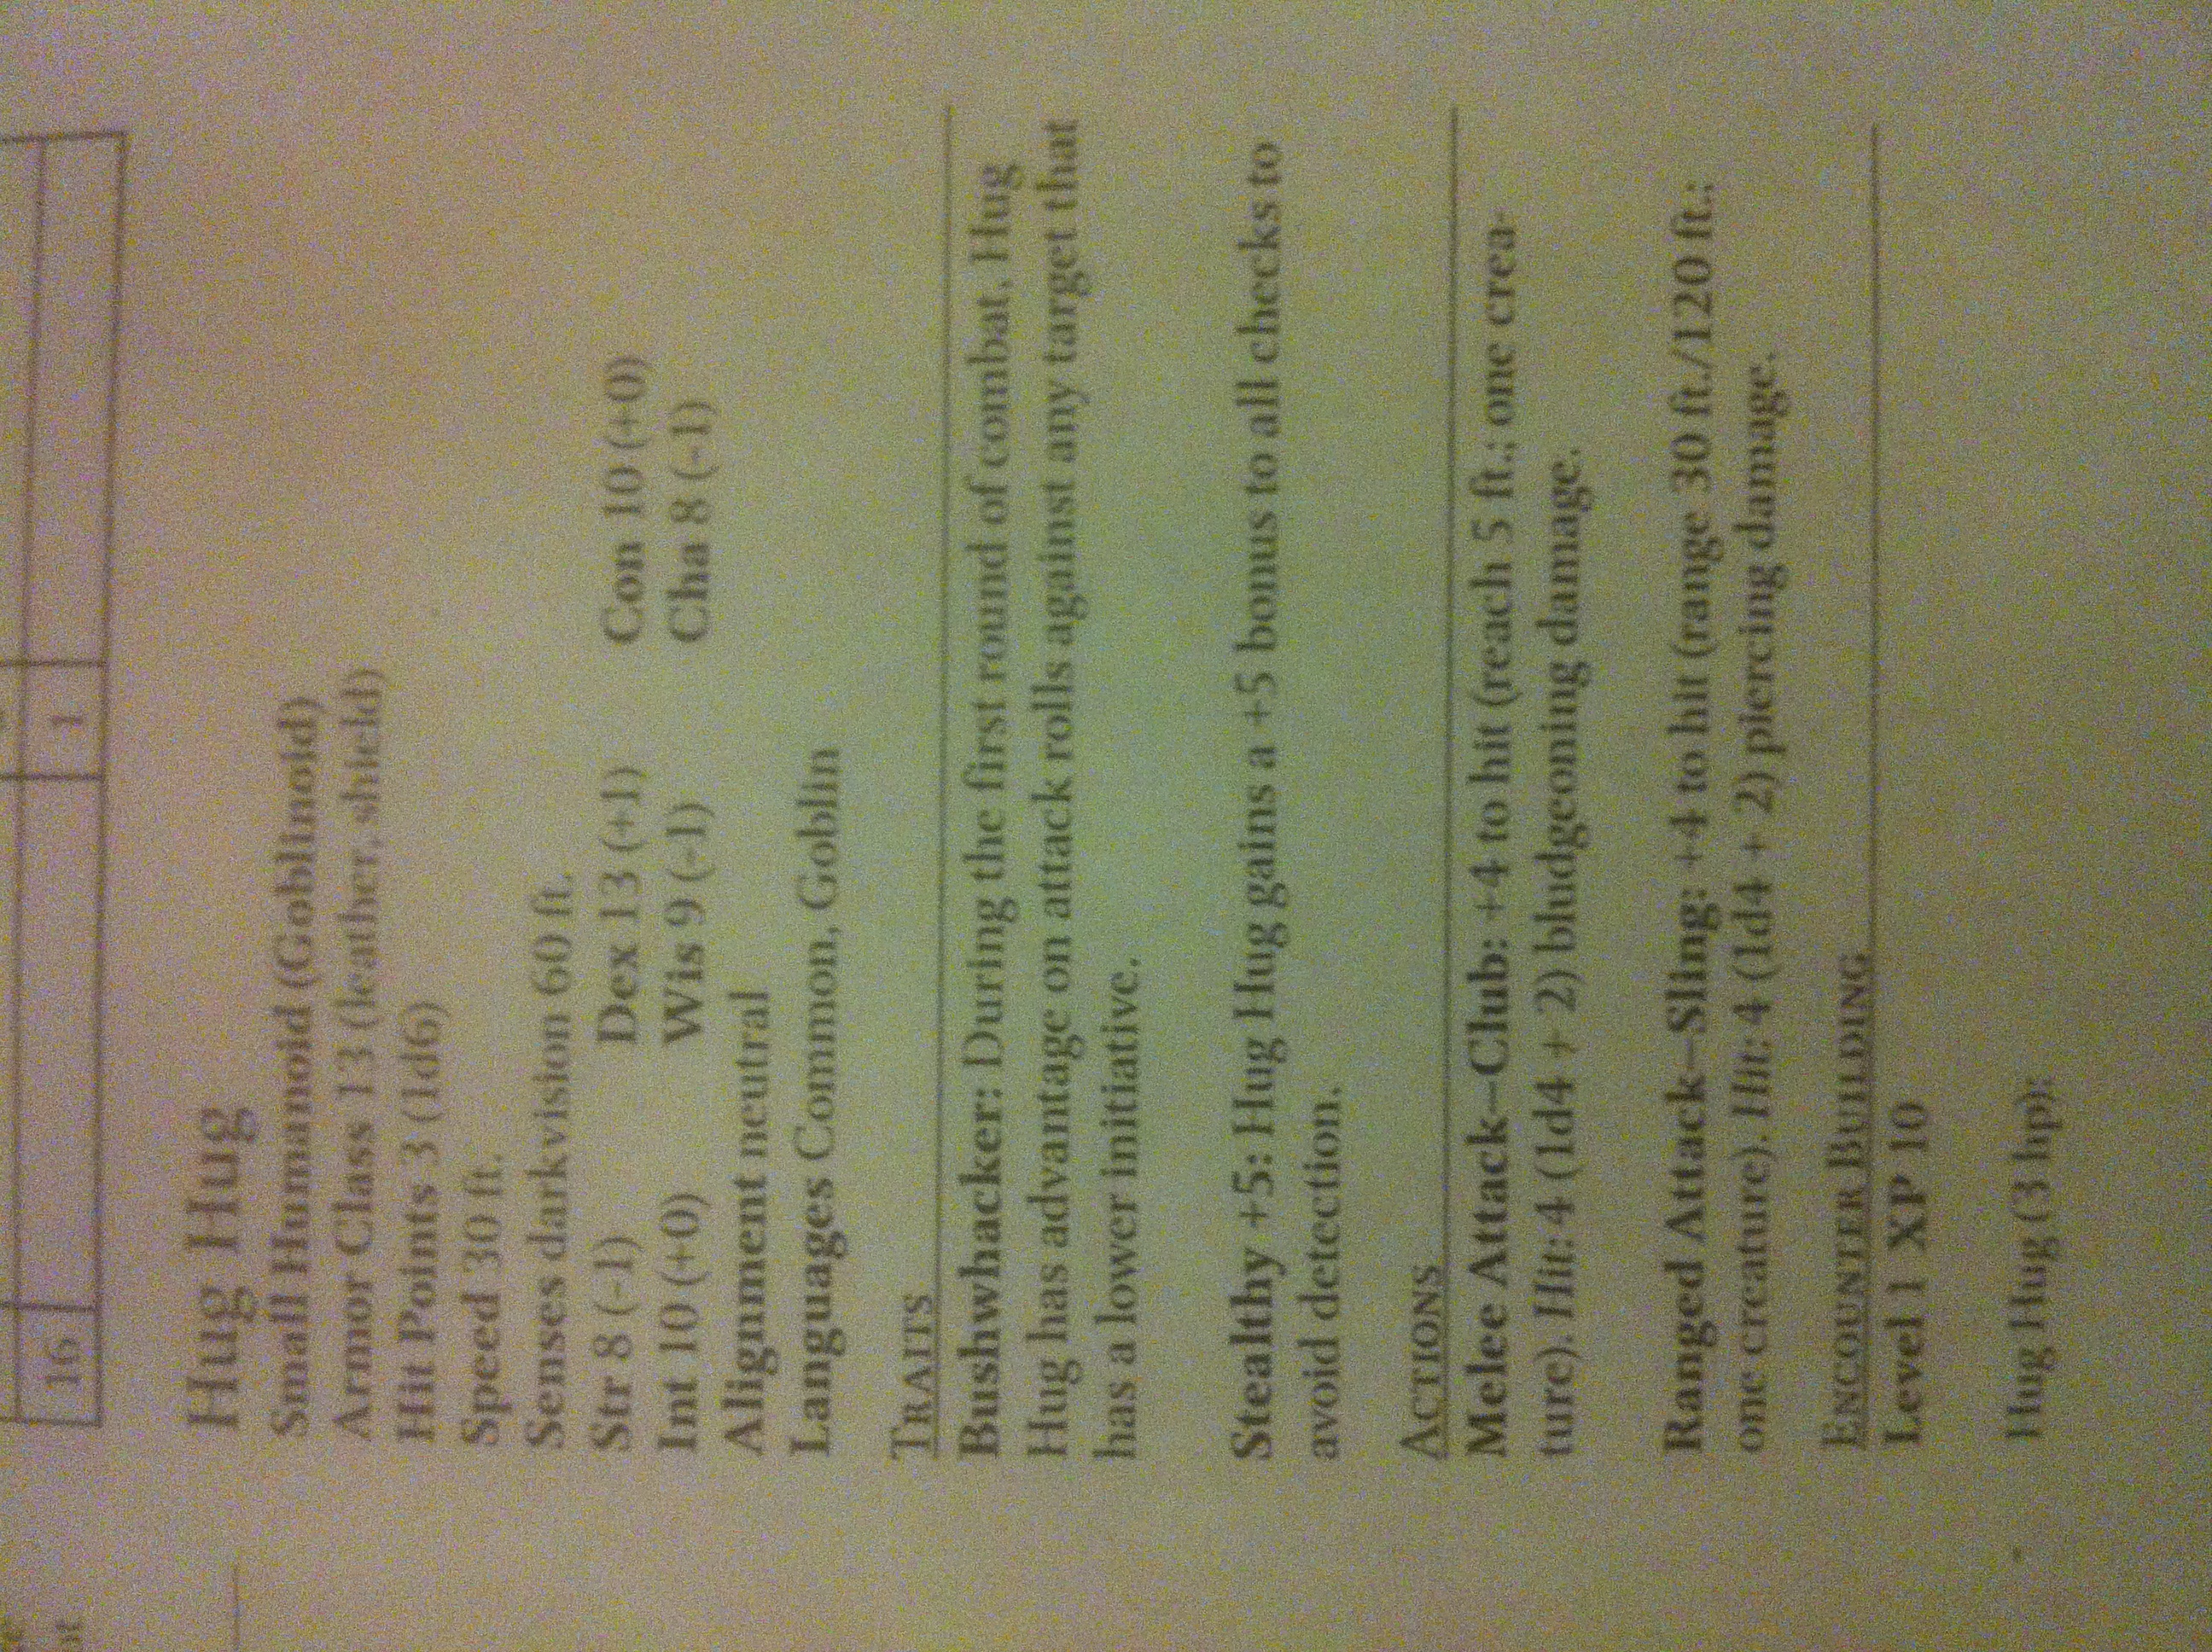 16 1
Hug Hug
Small Humanoid (Goblinoid)
Armor Class 13 (leather, shield)
Hit Points 3 (1d6)
Speed 30 ft.
Senses darkvision 60 ft.
Str 8 (-1) Dex 13 (+1) Con 10 (+0)
Int 10 (+0) Wis 9 (-1) Cha 8 (-1)
Alignment neutral
Languages Common, Goblin
TRAITS
Bushwhacker: During the first round of combat, Hug
Hug has advantage on attack rolls against any target that
has a lower initiative.
Stealthy +5: Hug Hug gains a +5 bonus to all checks to
avoid detection.
ACTIONS
Melee Attack—Club: +4 to hit (reach 5 ft.; one crea-
ture). Hit: 4 (1d4 + 2) bludgeoning damage.
Ranged Attack—Sling: +4 to hit (range 30 ft./120 ft.;
one creature). Hit: 4 (1d4 + 2) piercing damage.
ENCOUNTER BUILDING
Level 1 XP 10
Hug Hug (3 hp):